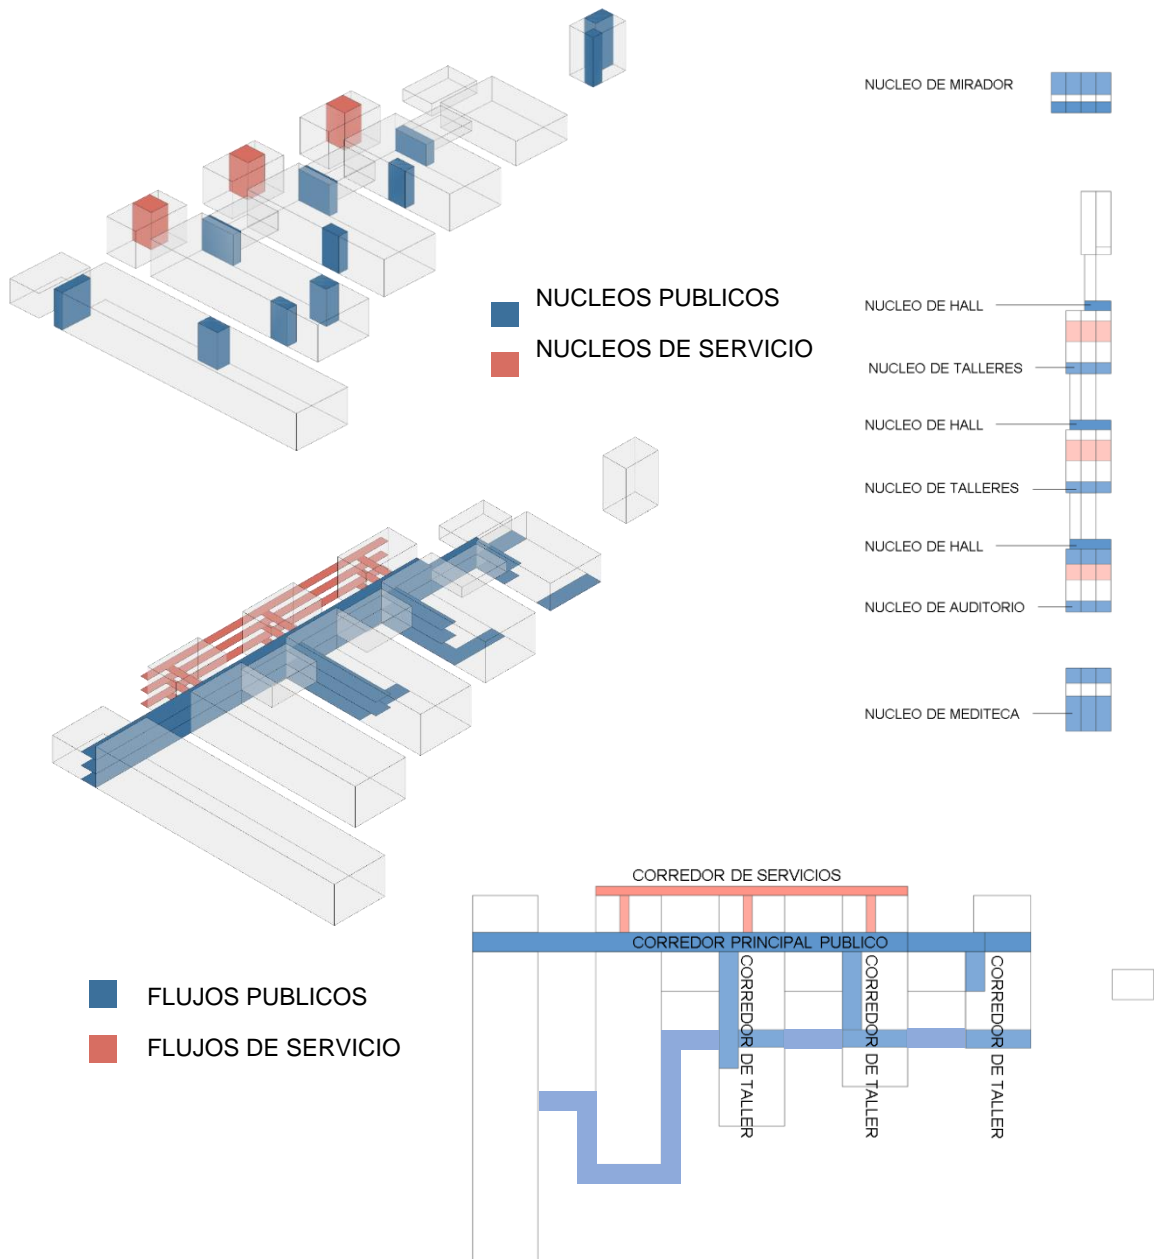 NUCLEO DE MIRADOR
NUCLEOS PUBLICOS
NUCLEOS DE SERVICIO
NUCLEO DE HALL
NUCLEO DE TALLERES
NUCLEO DE HALL
NUCLEO DE TALLERES
NUCLEO DE HALL
NUCLEO DE AUDITORIO
NUCLEO DE MEDITECA
CORREDOR DE SERVICIOS
CORREDOR PRINCIPAL PUBLICO
CORREDOR DE TALLER
CORREDOR DE TALLER
CORREDOR DE TALLER
FLUJOS PUBLICOS
FLUJOS DE SERVICIO